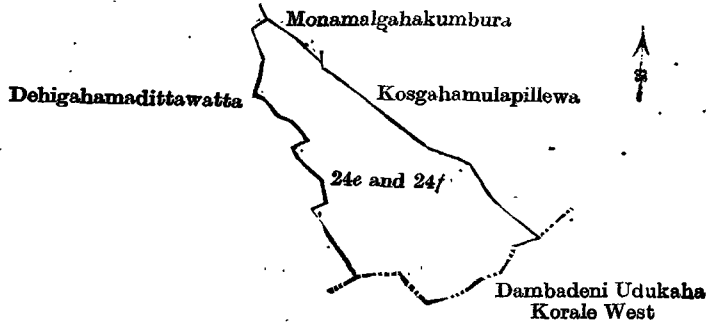 Monamalgahakumbura
Dehigahamadittawatta
Kosgahamulapillewa
24e and 24f
Dambadeni Udukaha
Korale West